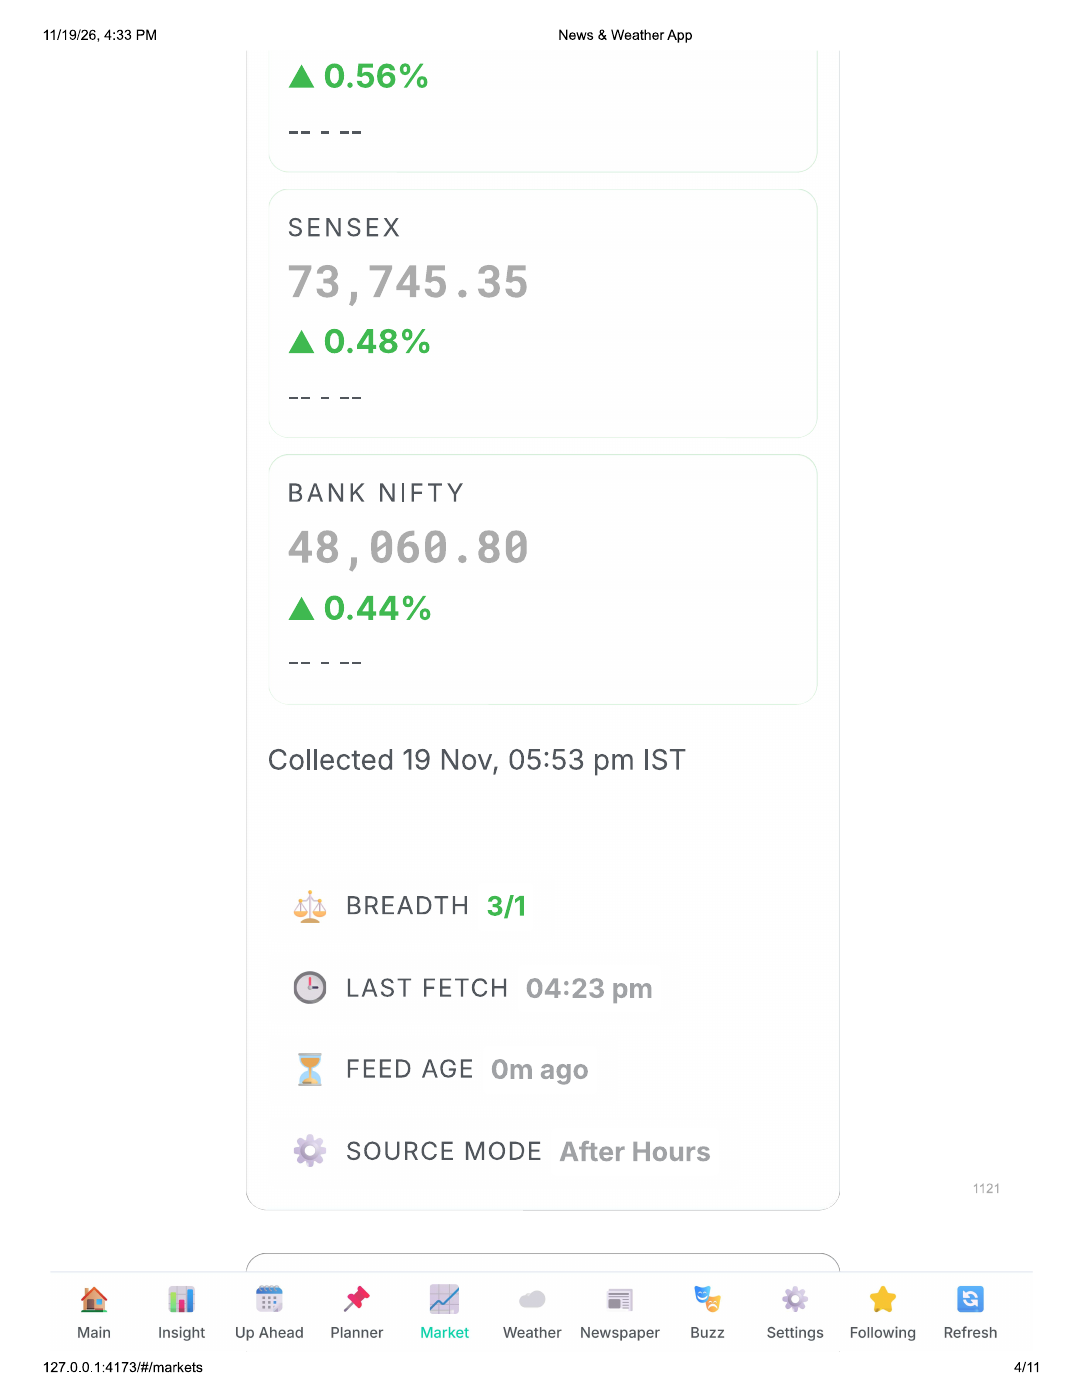 11/19/26, 4:33 PM News & Weather App
▲ 0.56%
-- - --
SENSEX
73,745.35
▲ 0.48%
-- - --
BANK NIFTY
48,060.80
▲ 0.44%
-- - --
Collected 19 Nov, 05:53 pm IST
BREADTH 3/1
LAST FETCH 04:23 pm
FEED AGE 0m ago
SOURCE MODE After Hours
1121
Main Insight Up Ahead Planner Market Weather Newspaper Buzz Settings Following Refresh
127.0.0.1:4173/#/markets 4/11